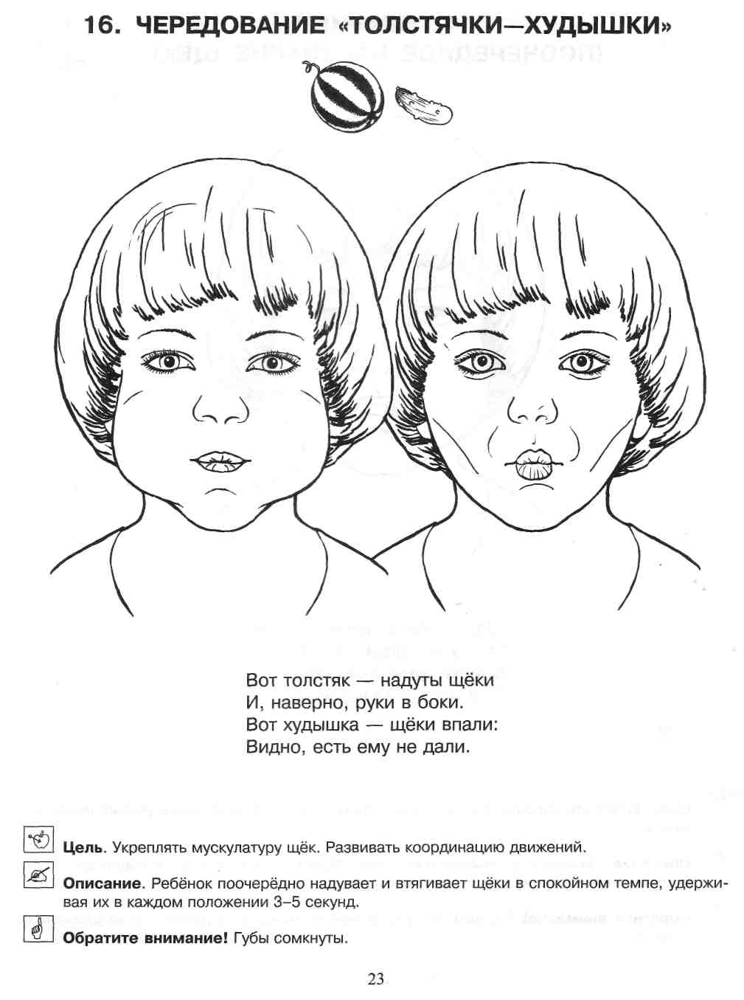 16. ЧЕРЕДОВАНИЕ «ТОЛСТЯЧКИ—ХУДЫШКИ»
Вот толстяк — надуты щёки
И, наверно, руки в боки.
Вот худышка — щёки впали:
Видно, есть ему не дали.
Цель. Укреплять мускулатуру щёк. Развивать координацию движений.
Описание. Ребёнок поочерёдно надувает и втягивает щёки в спокойном темпе, удержи-
вая их в каждом положении 3–5 секунд.
Обратите внимание! Губы сомкнуты.
23